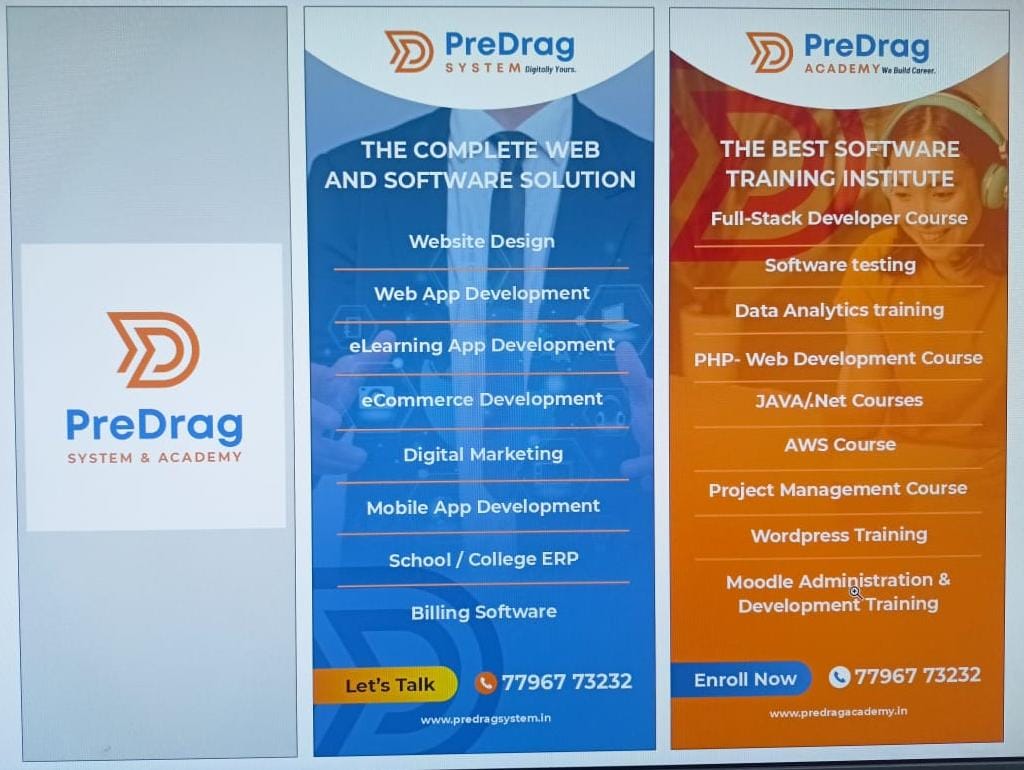 PreDrag
SYSTEM & ACADEMY
PreDrag
SYSTEM Digitally Yours.
THE COMPLETE WEB
AND SOFTWARE SOLUTION
Website Design
Web App Development
eLearning App Development
eCommerce Development
Digital Marketing
Mobile App Development
School / College ERP
Billing Software
Let's Talk
77967 73232
www.predragsystem.in
PreDrag
ACADEMY We Build Career.
THE BEST SOFTWARE
TRAINING INSTITUTE
Full-Stack Developer Course
Software testing
Data Analytics training
PHP- Web Development Course
JAVA/.Net Courses
AWS Course
Project Management Course
Wordpress Training
Moodle Administration &
Development Training
Enroll Now
77967 73232
www.predragacademy.in